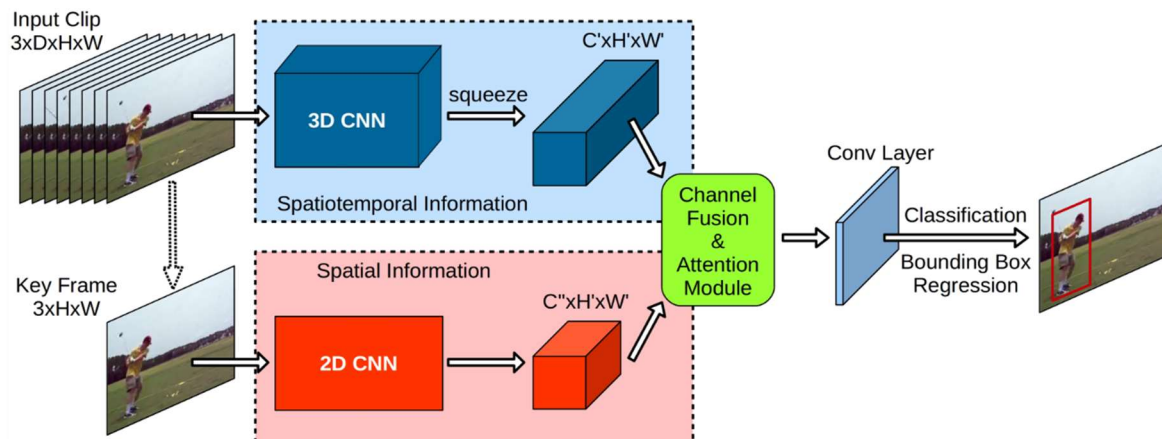 Input Clip
3xDxHxW
3D CNN
squeeze
C'xH'xW'
Spatiotemporal Information
Key Frame
3xHxW
Spatial Information
2D CNN
C''xH'xW'
Channel
Fusion
&
Attention
Module
Conv Layer
Classification
Bounding Box
Regression